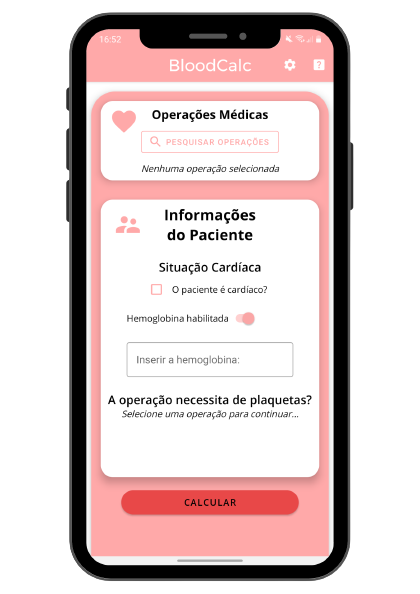 16:52
BloodCalc
Operações Médicas
PESQUISAR OPERAÇÕES
Nenhuma operação selecionada
Informações
do Paciente
Situação Cardíaca
O paciente é cardíaco?
Hemoglobina habilitada
Inserir a hemoglobina:
A operação necessita de plaquetas?
Selecione uma operação para continuar...
CALCULAR